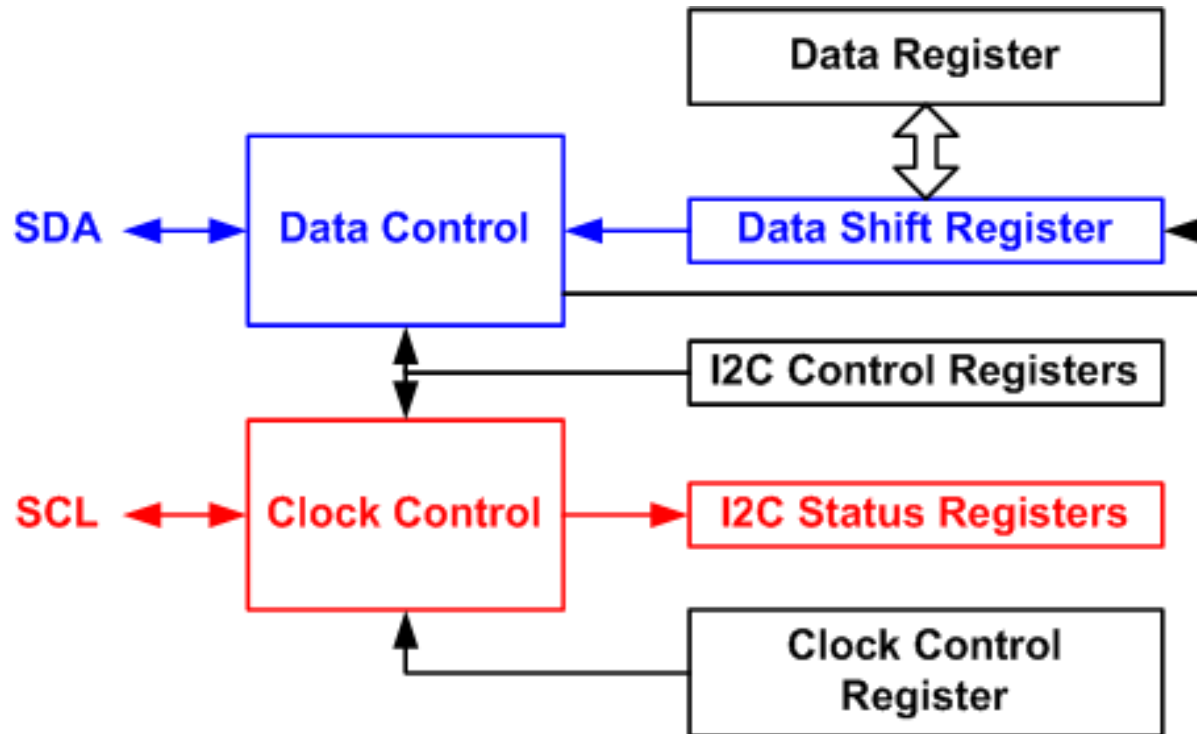 Data Register
SDA
Data Control
Data Shift Register
I2C Control Registers
SCL
Clock Control
I2C Status Registers
Clock Control
Register